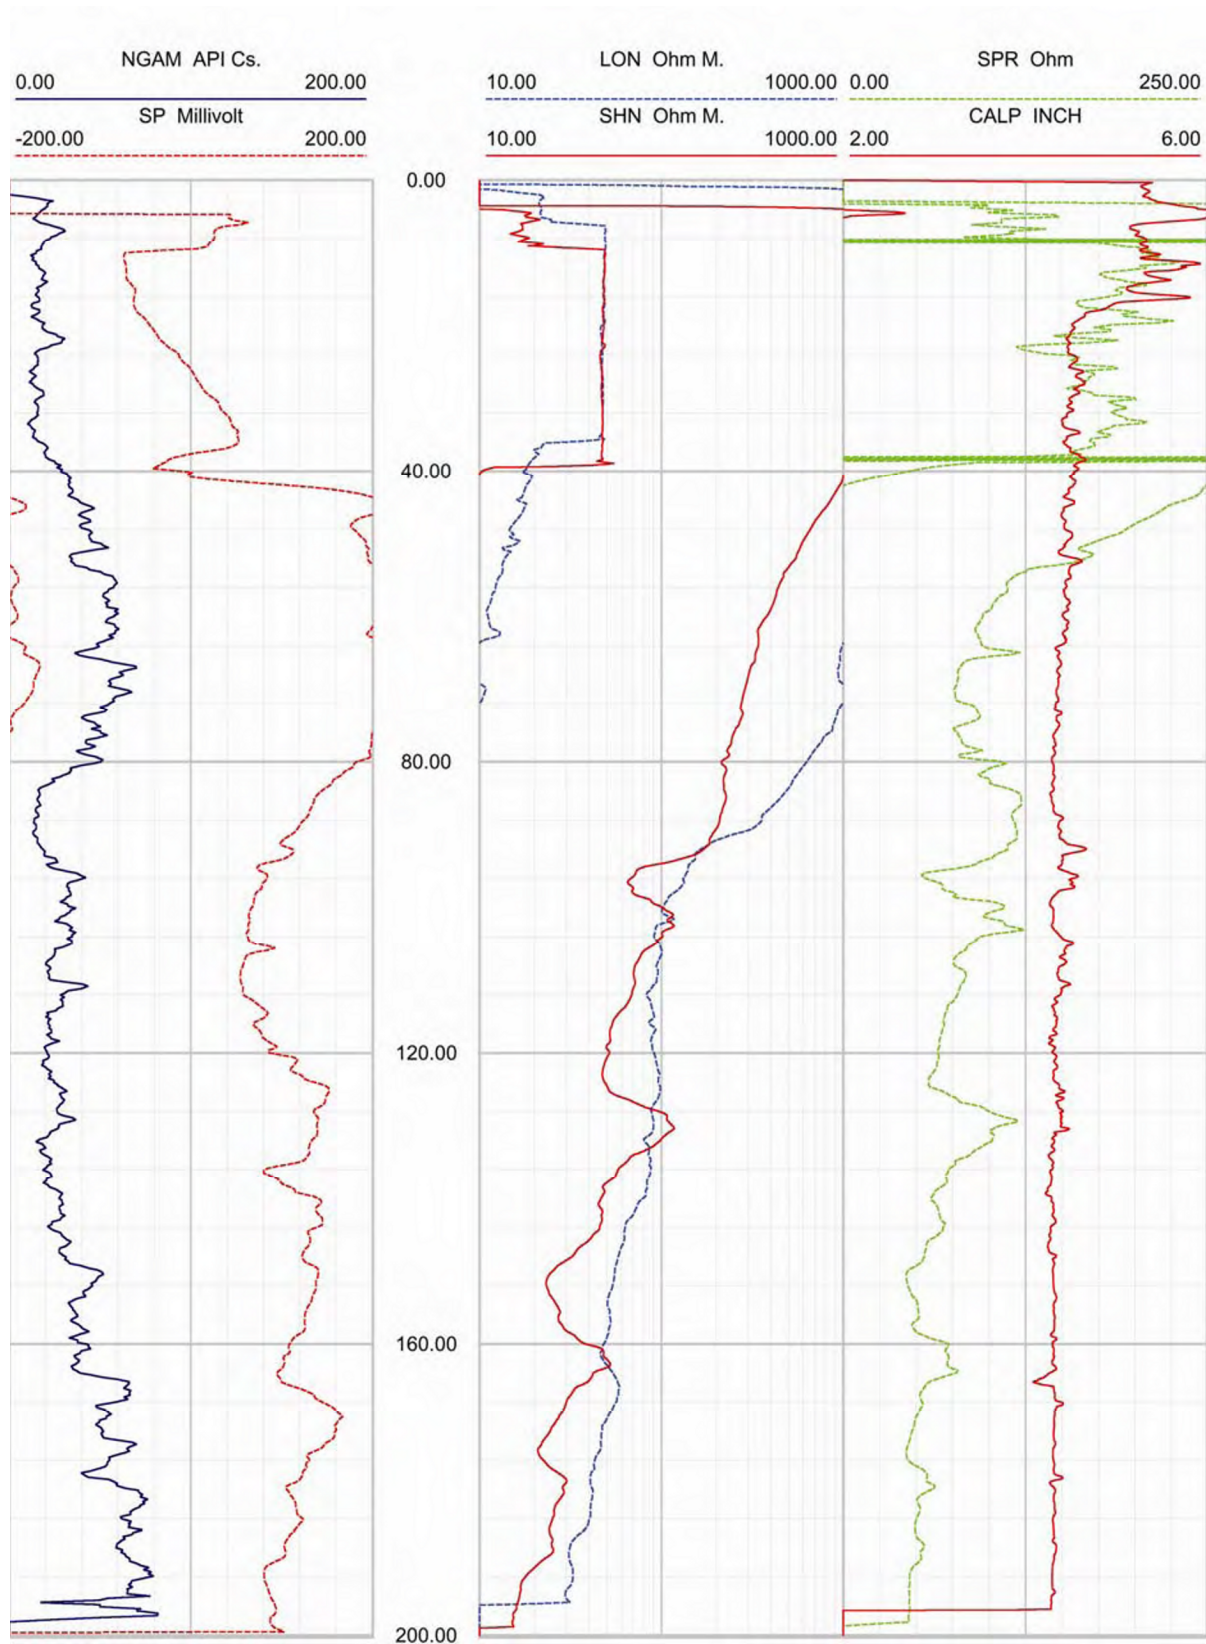 NGAM API Cs.
0.00 200.00
SP Millivolt
-200.00 200.00
LON Ohm M.
10.00 1000.00
SHN Ohm M.
10.00 1000.00
SPR Ohm
0.00 250.00
CALP INCH
2.00 6.00
0.00
40.00
80.00
120.00
160.00
200.00